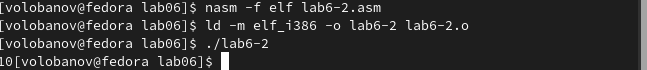 [volobanov@fedora lab06]$ nasm -f elf lab6-2.asm
[volobanov@fedora lab06]$ ld -m elf_i386 -o lab6-2 lab6-2.o
[volobanov@fedora lab06]$ ./lab6-2
10[volobanov@fedora lab06]$